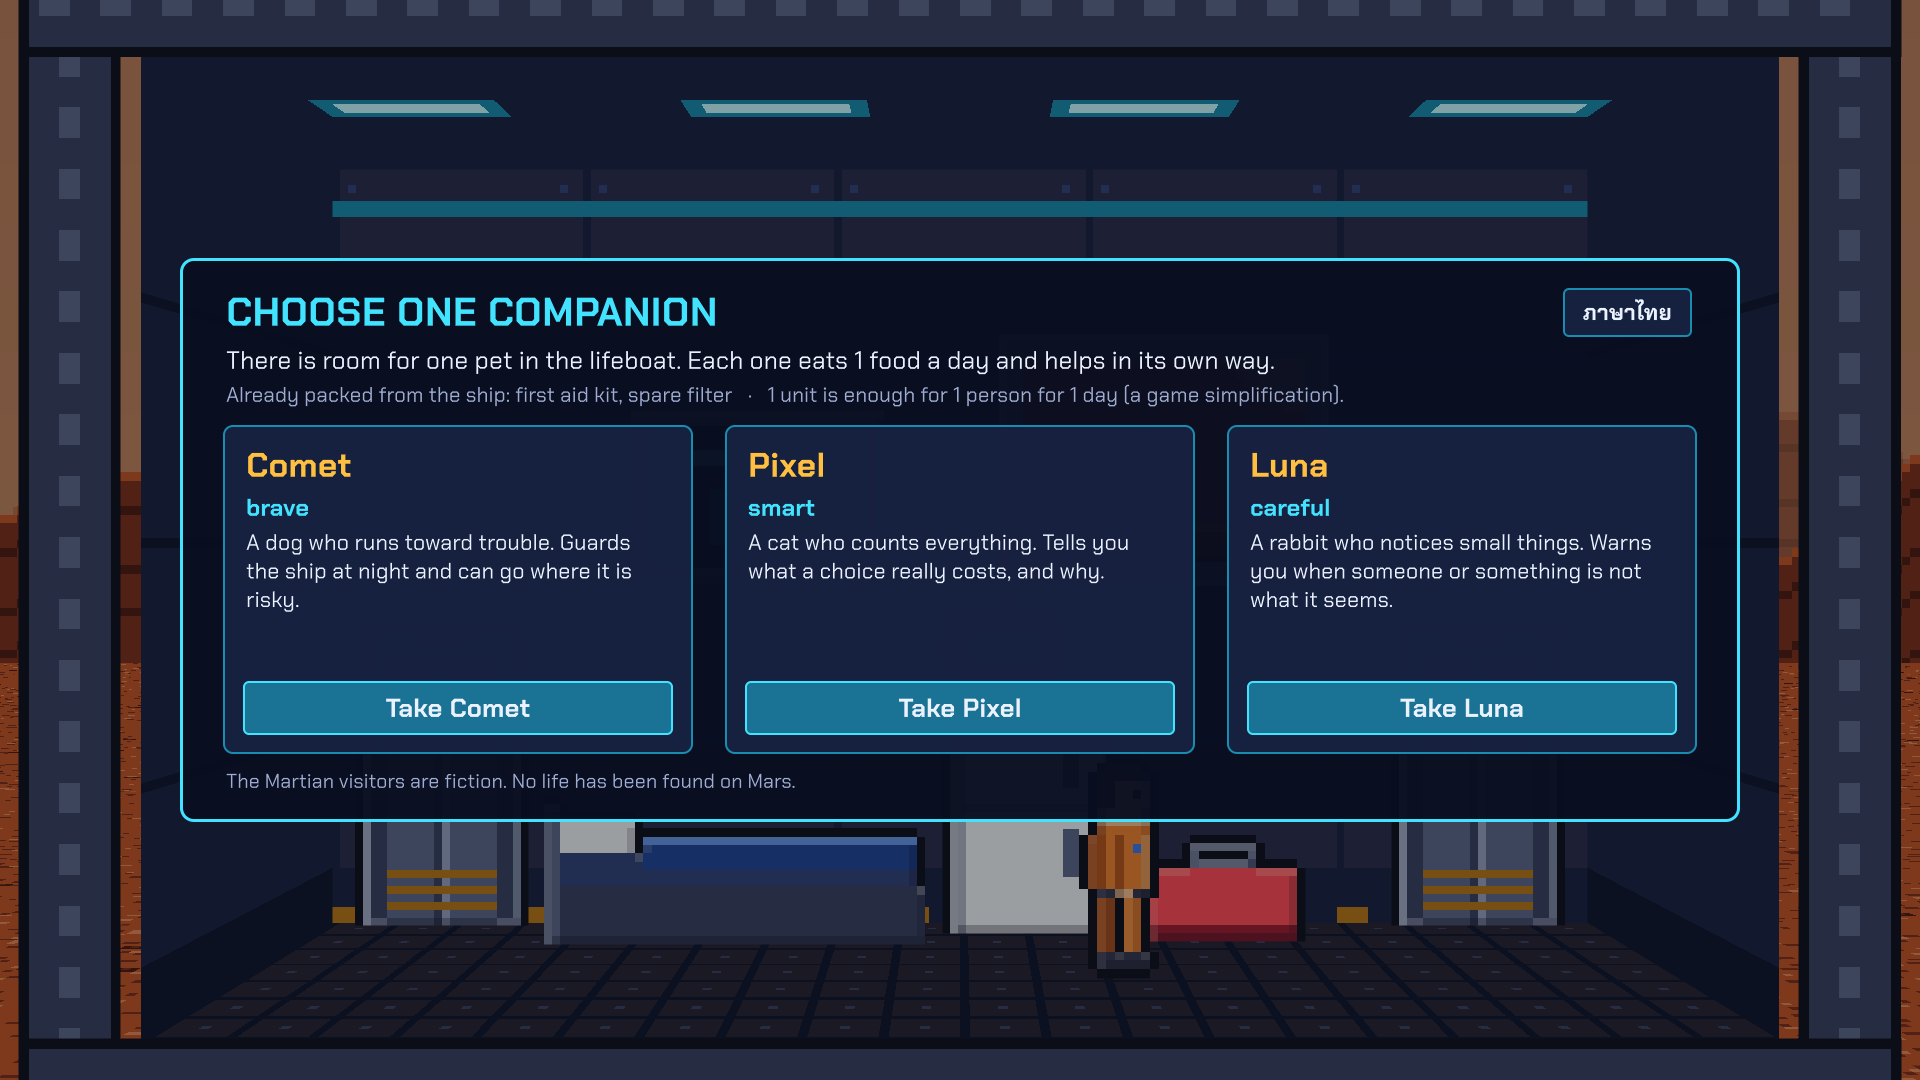 CHOOSE ONE COMPANION
ภาษาไทย
There is room for one pet in the lifeboat. Each one eats 1 food a day and helps in its own way.
Already packed from the ship: first aid kit, spare filter · 1 unit is enough for 1 person for 1 day (a game simplification).
Comet
brave
A dog who runs toward trouble. Guards
the ship at night and can go where it is
risky.
Take Comet
Pixel
smart
A cat who counts everything. Tells you
what a choice really costs, and why.
Take Pixel
Luna
careful
A rabbit who notices small things. Warns
you when someone or something is not
what it seems.
Take Luna
The Martian visitors are fiction. No life has been found on Mars.